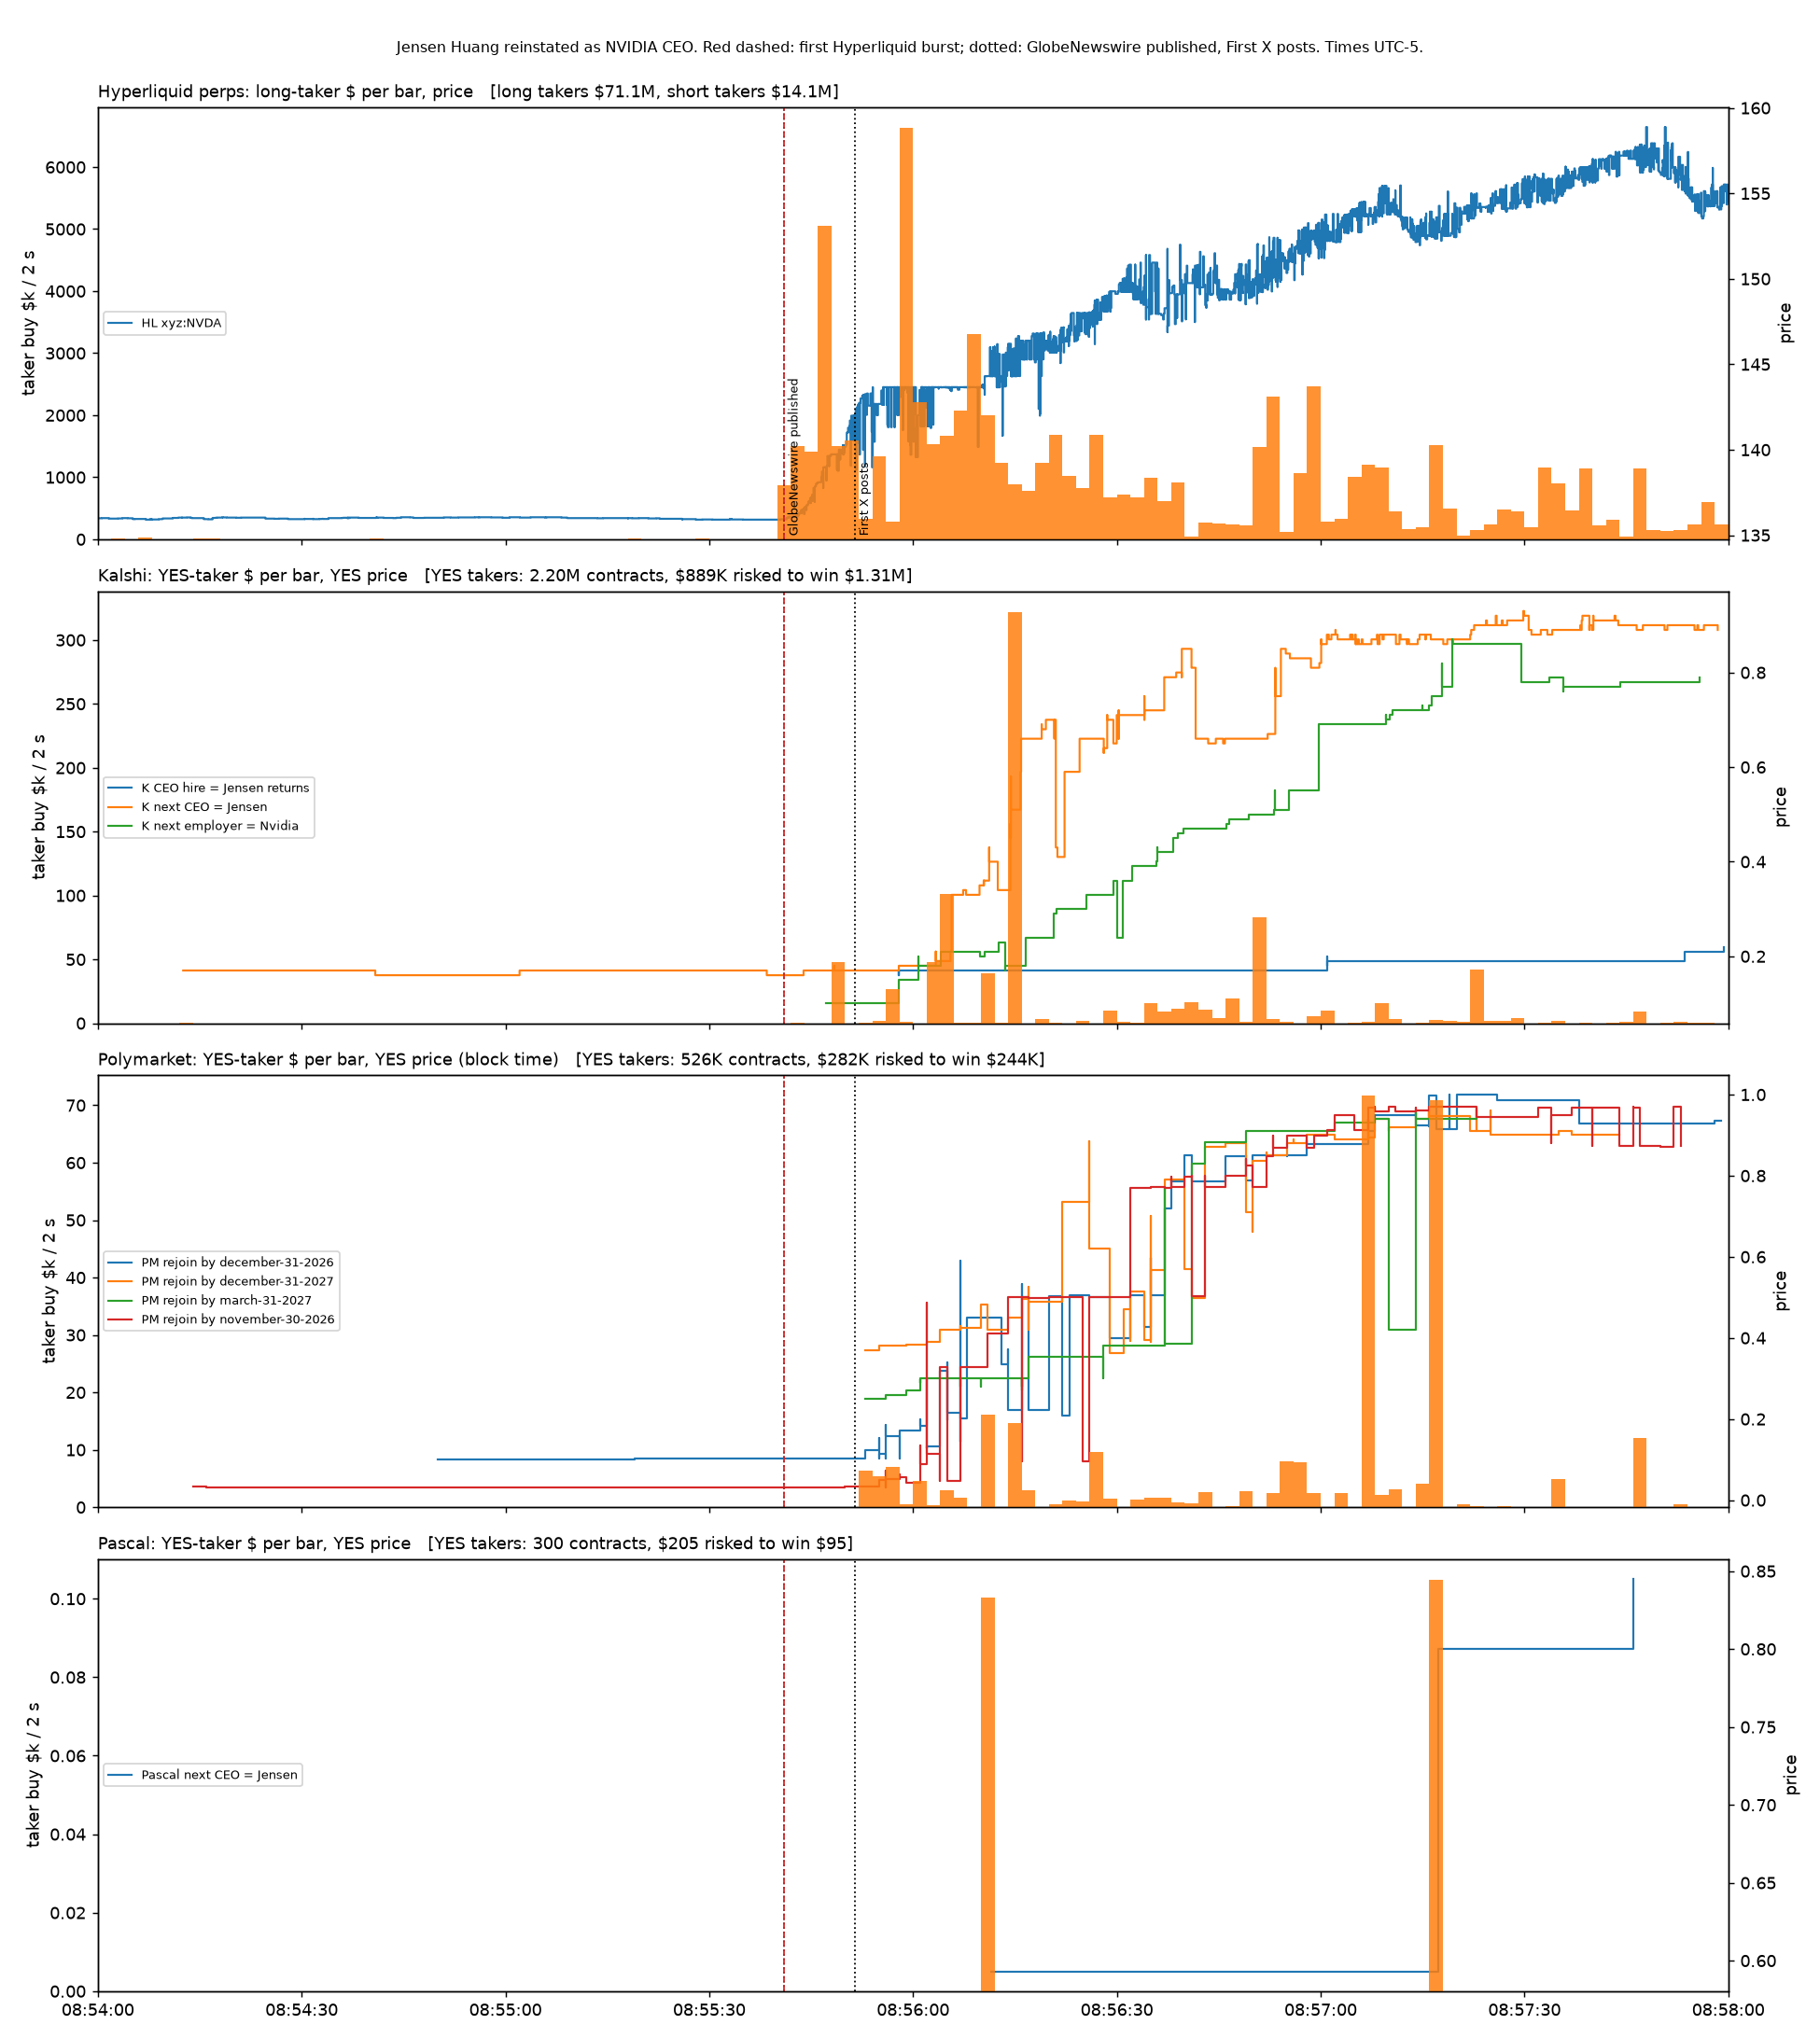 Jensen Huang reinstated as NVIDIA CEO. Red dashed: first Hyperliquid burst; dotted: GlobeNewswire published, First X posts. Times UTC-5.
Hyperliquid perps: long-taker $ per bar, price [long takers $71.1M, short takers $14.1M]
taker buy $k / 2 s
6000
5000
4000
3000
2000
1000
0
HL xyz:NVDA
GlobeNewswire published
First X posts
160
155
150
145
140
135
price
Kalshi: YES-taker $ per bar, YES price [YES takers: 2.20M contracts, $889K risked to win $1.31M]
taker buy $k / 2 s
300
250
200
150
100
50
0
K CEO hire = Jensen returns
K next CEO = Jensen
K next employer = Nvidia
0.8
0.6
0.4
0.2
price
Polymarket: YES-taker $ per bar, YES price (block time) [YES takers: 526K contracts, $282K risked to win $244K]
taker buy $k / 2 s
70
60
50
40
30
20
10
0
PM rejoin by december-31-2026
PM rejoin by december-31-2027
PM rejoin by march-31-2027
PM rejoin by november-30-2026
1.0
0.8
0.6
0.4
0.2
0.0
price
Pascal: YES-taker $ per bar, YES price [YES takers: 300 contracts, $205 risked to win $95]
taker buy $k / 2 s
0.10
0.08
0.06
0.04
0.02
0.00
Pascal next CEO = Jensen
0.85
0.80
0.75
0.70
0.65
0.60
price
08:54:00
08:54:30
08:55:00
08:55:30
08:56:00
08:56:30
08:57:00
08:57:30
08:58:00